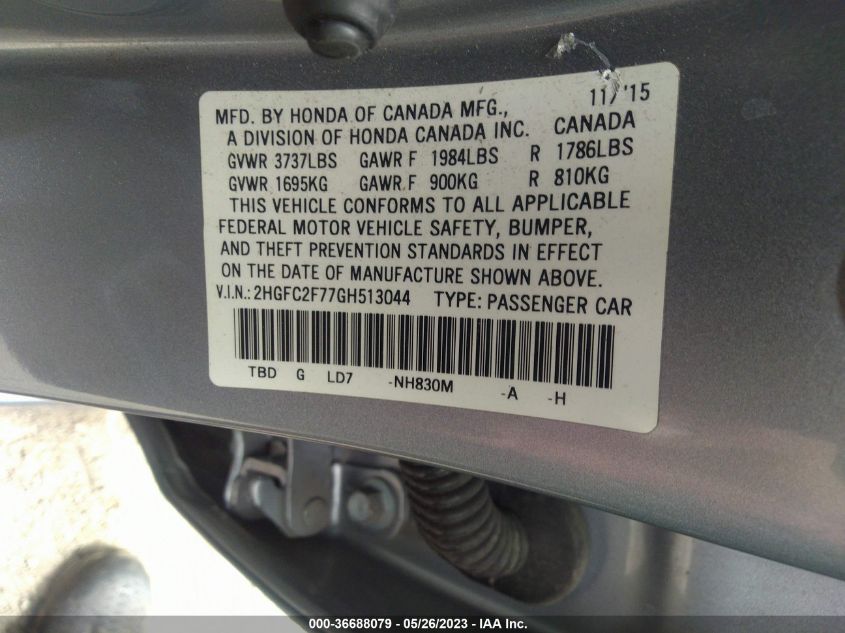 11/'15
MFD. BY HONDA OF CANADA MFG.,
A DIVISION OF HONDA CANADA INC. CANADA
GVWR 3737LBS GAWR F 1984LBS R 1786LBS
GVWR 1695KG GAWR F 900KG R 810KG
THIS VEHICLE CONFORMS TO ALL APPLICABLE
FEDERAL MOTOR VEHICLE SAFETY, BUMPER,
AND THEFT PREVENTION STANDARDS IN EFFECT
ON THE DATE OF MANUFACTURE SHOWN ABOVE.
V.I.N.:2HGFC2F77GH513044 TYPE: PASSENGER CAR
TBD G LD7 -NH830M -A -H
000-36688079 - 05/26/2023 - IAA Inc.